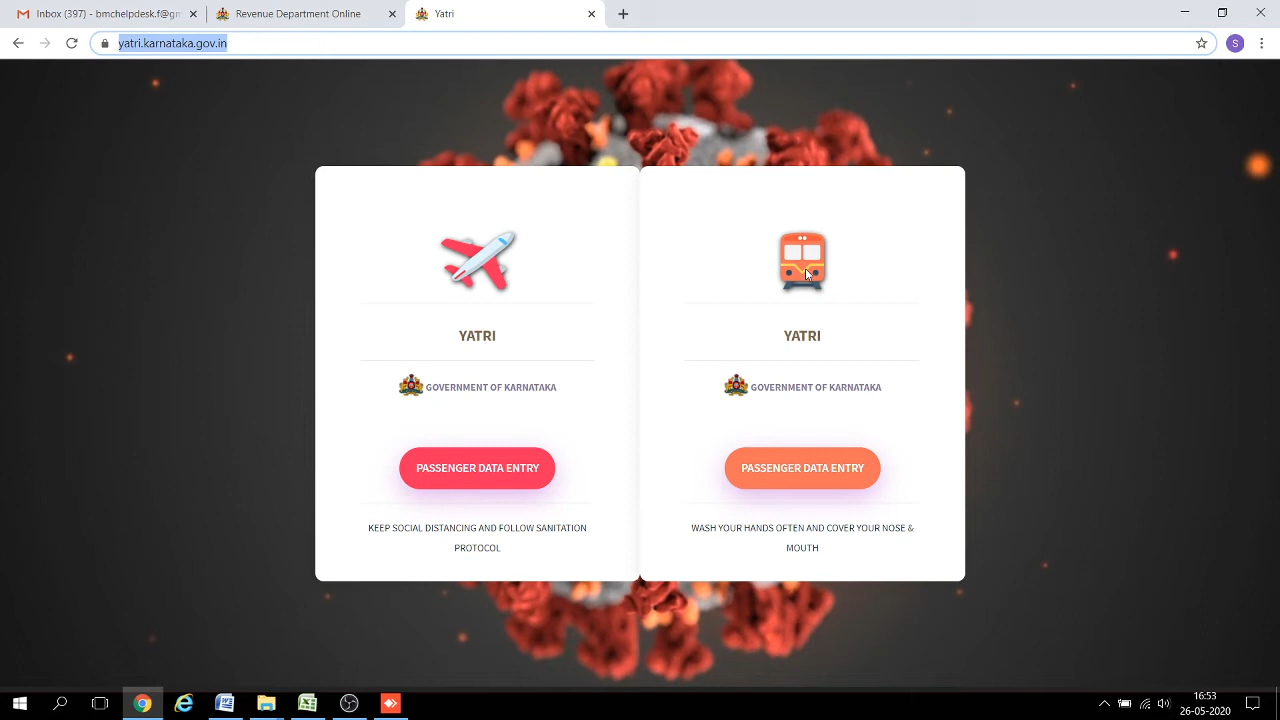 Inbox (397) - bmchelpdesk.f@gm
Revenue Department Online
Yatri
yatri.karnataka.gov.in
S
YATRI
GOVERNMENT OF KARNATAKA
PASSENGER DATA ENTRY
KEEP SOCIAL DISTANCING AND FOLLOW SANITATION
PROTOCOL
YATRI
GOVERNMENT OF KARNATAKA
PASSENGER DATA ENTRY
WASH YOUR HANDS OFTEN AND COVER YOUR NOSE &
MOUTH
16:53
26-05-2020